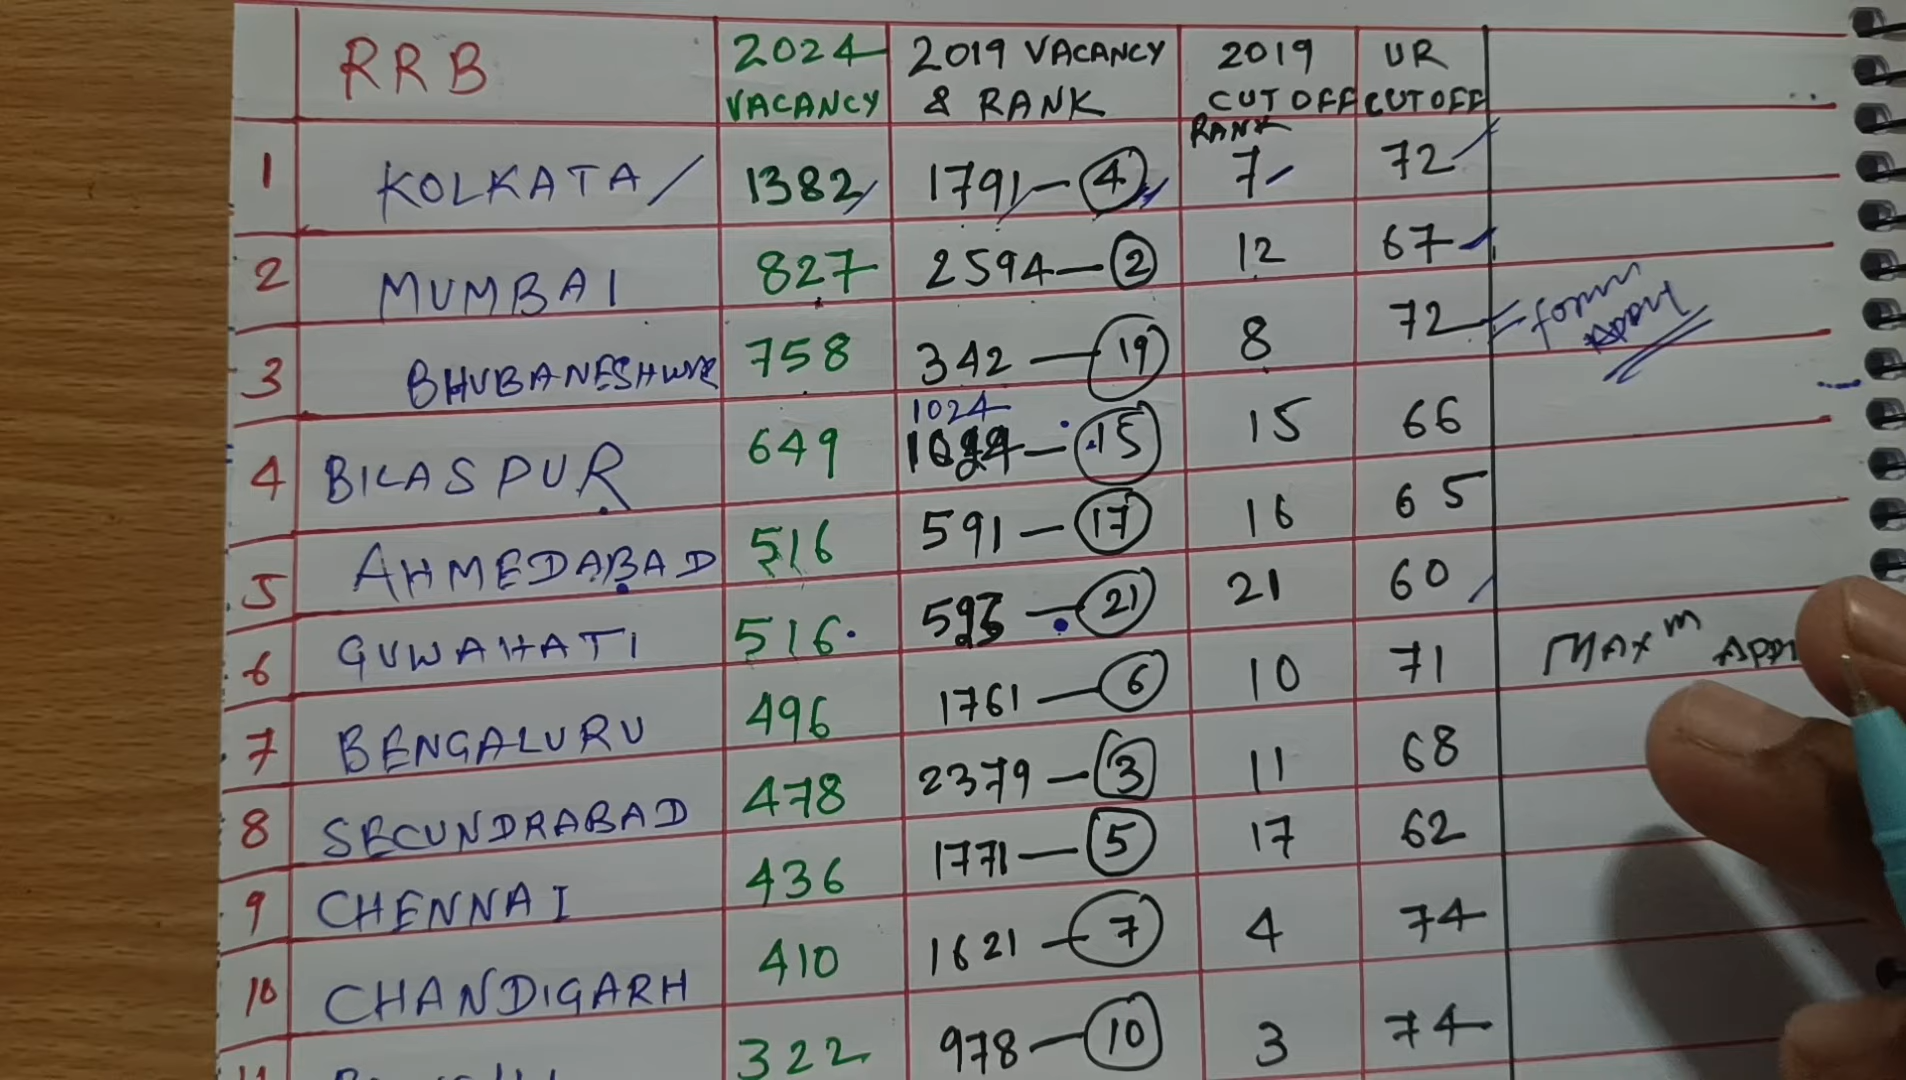 RRB 2024 VACANCY 2019 VACANCY & RANK 2019 CUTOFF RANK UR CUTOFF
1 KOLKATA 1382 1791 — 4 7 72
2 MUMBAI 827 2594 — 2 12 67
3 BHUBANESHWR 758 342 — 19 8 72 form
4 BILASPUR 649 1024 — 15 15 66
5 AHMEDABAD 516 591 — 17 16 65
6 GUWAHATI 516 — 21 21 60
7 BENGALURU 496 1761 — 6 10 71 MAXm
8 SECUNDRABAD 478 2379 — 3 11 68
9 CHENNAI 436 1771 — 5 17 62
10 CHANDIGARH 410 1621 — 7 4 74
11 322 978 — 10 3 74